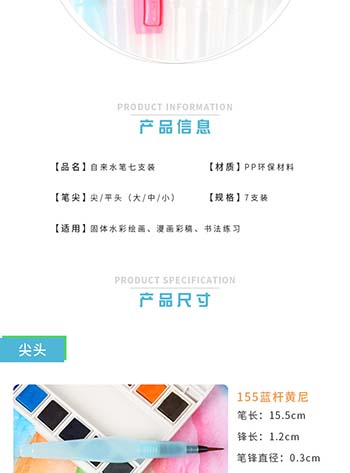 PRODUCT INFORMATION
产品信息
【品名】自来水笔七支装 【材质】PP环保材料
【笔尖】尖/平头（大/中/小） 【规格】7支装
【适用】固体水彩绘画、漫画彩稿、书法练习
PRODUCT SPECIFICATION
产品尺寸
尖头
155蓝杆黄尼
笔长：15.5cm
锋长：1.2cm
笔锋直径：0.3cm